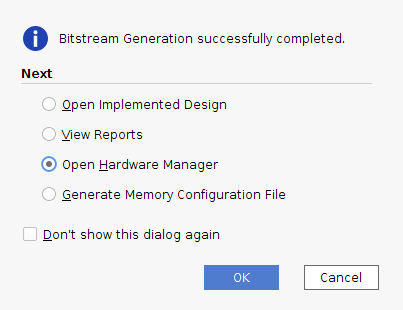 Bitstream Generation successfully completed.
Next
Open Implemented Design
View Reports
Open Hardware Manager
Generate Memory Configuration File
Don't show this dialog again
OK
Cancel